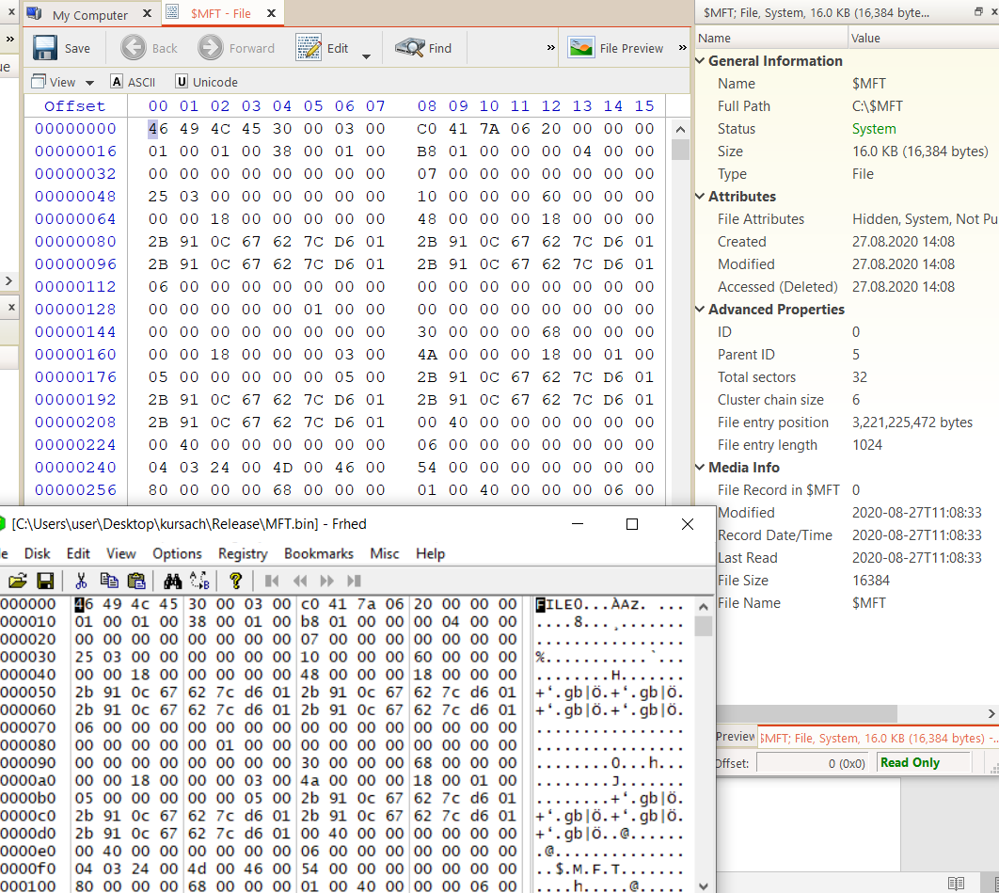 My Computer
$MFT - File
Save
Back
Forward
Edit
Find
File Preview
View
ASCII
Unicode
Offset 00 01 02 03 04 05 06 07 08 09 10 11 12 13 14 15
00000000 46 49 4C 45 30 00 03 00 C0 41 7A 06 20 00 00 00
00000016 01 00 01 00 38 00 01 00 B8 01 00 00 00 04 00 00
00000032 00 00 00 00 00 00 00 00 07 00 00 00 00 00 00 00
00000048 25 03 00 00 00 00 00 00 10 00 00 00 60 00 00 00
00000064 00 00 18 00 00 00 00 00 48 00 00 00 18 00 00 00
00000080 2B 91 0C 67 62 7C D6 01 2B 91 0C 67 62 7C D6 01
00000096 2B 91 0C 67 62 7C D6 01 2B 91 0C 67 62 7C D6 01
00000112 06 00 00 00 00 00 00 00 00 00 00 00 00 00 00 00
00000128 00 00 00 00 00 01 00 00 00 00 00 00 00 00 00 00
00000144 00 00 00 00 00 00 00 00 30 00 00 00 68 00 00 00
00000160 00 00 18 00 00 00 03 00 4A 00 00 00 18 00 01 00
00000176 05 00 00 00 00 00 05 00 2B 91 0C 67 62 7C D6 01
00000192 2B 91 0C 67 62 7C D6 01 2B 91 0C 67 62 7C D6 01
00000208 2B 91 0C 67 62 7C D6 01 00 40 00 00 00 00 00 00
00000224 00 40 00 00 00 00 00 00 06 00 00 00 00 00 00 00
00000240 04 03 24 00 4D 00 46 00 54 00 00 00 00 00 00 00
00000256 80 00 00 00 68 00 00 00 01 00 40 00 00 00 06 00
$MFT; File, System, 16.0 KB (16,384 byte...
Name Value
General Information
Name $MFT
Full Path C:\$MFT
Status System
Size 16.0 KB (16,384 bytes)
Type File
Attributes
File Attributes Hidden, System, Not Pu
Created 27.08.2020 14:08
Modified 27.08.2020 14:08
Accessed (Deleted) 27.08.2020 14:08
Advanced Properties
ID 0
Parent ID 5
Total sectors 32
Cluster chain size 6
File entry position 3,221,225,472 bytes
File entry length 1024
Media Info
File Record in $MFT 0
Modified 2020-08-27T11:08:33
Record Date/Time 2020-08-27T11:08:33
Last Read 2020-08-27T11:08:33
File Size 16384
File Name $MFT
Preview
$MFT; File, System, 16.0 KB (16,384 bytes) -...
Offset: 0 (0x0) Read Only
[C:\Users\user\Desktop\kursach\Release\MFT.bin] - Frhed
Disk Edit View Options Registry Bookmarks Misc Help
000000 46 49 4c 45 30 00 03 00 c0 41 7a 06 20 00 00 00 FILE0...ÀAz. ...
000010 01 00 01 00 38 00 01 00 b8 01 00 00 00 04 00 00 ....8...¸.......
000020 00 00 00 00 00 00 00 00 07 00 00 00 00 00 00 00 ................
000030 25 03 00 00 00 00 00 00 10 00 00 00 60 00 00 00 %...........`...
000040 00 00 18 00 00 00 00 00 48 00 00 00 18 00 00 00 ........H.......
000050 2b 91 0c 67 62 7c d6 01 2b 91 0c 67 62 7c d6 01 +‘.gb|Ö.+‘.gb|Ö.
000060 2b 91 0c 67 62 7c d6 01 2b 91 0c 67 62 7c d6 01 +‘.gb|Ö.+‘.gb|Ö.
000070 06 00 00 00 00 00 00 00 00 00 00 00 00 00 00 00 ................
000080 00 00 00 00 00 01 00 00 00 00 00 00 00 00 00 00 ................
000090 00 00 00 00 00 00 00 00 30 00 00 00 68 00 00 00 ........0...h...
0000a0 00 00 18 00 00 00 03 00 4a 00 00 00 18 00 01 00 ........J.......
0000b0 05 00 00 00 00 00 05 00 2b 91 0c 67 62 7c d6 01 ........+‘.gb|Ö.
0000c0 2b 91 0c 67 62 7c d6 01 2b 91 0c 67 62 7c d6 01 +‘.gb|Ö.+‘.gb|Ö.
0000d0 2b 91 0c 67 62 7c d6 01 00 40 00 00 00 00 00 00 +‘.gb|Ö..@......
0000e0 00 40 00 00 00 00 00 00 06 00 00 00 00 00 00 00 .@..............
0000f0 04 03 24 00 4d 00 46 00 54 00 00 00 00 00 00 00 ..$.M.F.T.......
000100 80 00 00 00 68 00 00 00 01 00 40 00 00 00 06 00 ....h.....@.....